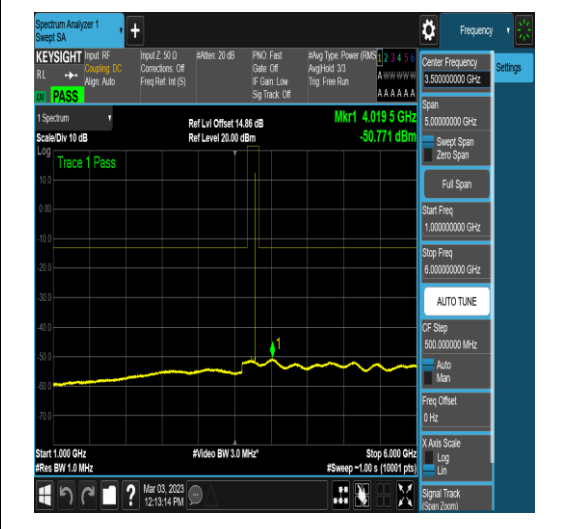 Spectrum Analyzer 1
Swept SA
+
Frequency
KEYSIGHT
Input: RF
Coupling: DC
Align: Auto
Input Z: 50 Ω
Corrections: Off
Freq Ref: Int (S)
#Atten: 20 dB
PNO: Fast
Gate: Off
IF Gain: Low
Sig Track: Off
#Avg Type: Power (RMS
Avg|Hold: 3/3
Trig: Free Run
1 2 3 4 5 6
A W W W W W
A A A A A A
RL
PASS
Center Frequency
3.500000000 GHz
Settings
Span
5.00000000 GHz
Swept Span
Zero Span
Full Span
Start Freq
1.000000000 GHz
Stop Freq
6.000000000 GHz
AUTO TUNE
CF Step
500.000000 MHz
Auto
Man
Freq Offset
0 Hz
X Axis Scale
Log
Lin
Signal Track
(Span Zoom)
1 Spectrum
Scale/Div 10 dB
Ref Lvl Offset 14.86 dB
Ref Level 20.00 dBm
Mkr1 4.019 5 GHz
-50.771 dBm
Log
Trace 1 Pass
10.0
0.00
-10.0
-20.0
-30.0
-40.0
-50.0
-60.0
-70.0
1
Start 1.000 GHz
#Res BW 1.0 MHz
#Video BW 3.0 MHz*
Stop 6.000 GHz
#Sweep ~1.00 s (10001 pts)
?
Mar 03, 2023
12:13:14 PM